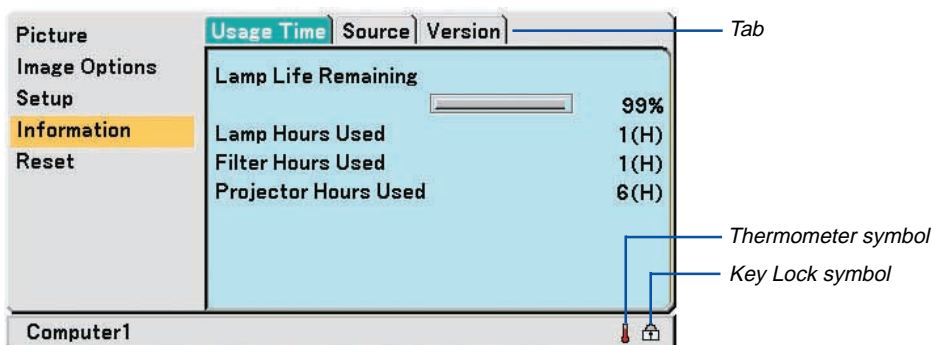 Picture
Image Options
Setup
Information
Reset
Usage Time Source Version
Tab
Lamp Life Remaining
99%
Lamp Hours Used 1(H)
Filter Hours Used 1(H)
Projector Hours Used 6(H)
Thermometer symbol
Key Lock symbol
Computer1